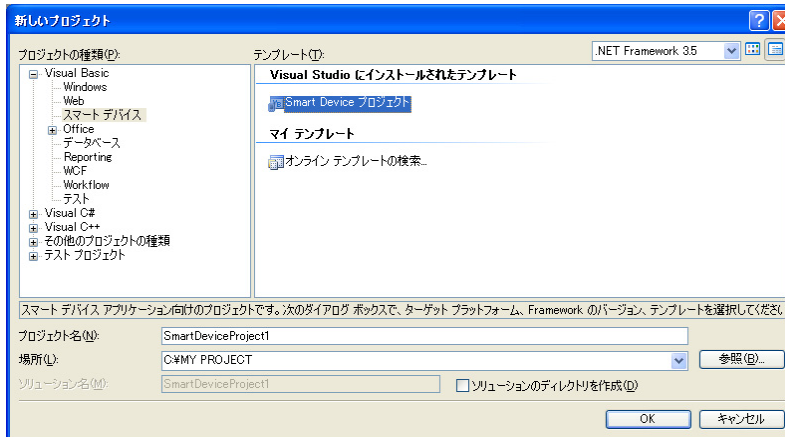 新しいプロジェクト
プロジェクトの種類(P):
テンプレート(T):
.NET Framework 3.5
Visual Basic
Windows
Web
スマート デバイス
Office
データベース
Reporting
WCF
Workflow
テスト
Visual C#
Visual C++
その他のプロジェクトの種類
テスト プロジェクト
Visual Studio にインストールされたテンプレート
Smart Device プロジェクト
マイ テンプレート
オンライン テンプレートの検索...
スマート デバイス アプリケーション向けのプロジェクトです。次のダイアログ ボックスで、ターゲット プラットフォーム、Framework のバージョン、テンプレートを選択してくださ
プロジェクト名(N):
SmartDeviceProject1
場所(L):
C:¥MY PROJECT
参照(B)...
ソリューション名(M):
SmartDeviceProject1
ソリューションのディレクトリを作成(D)
OK
キャンセル